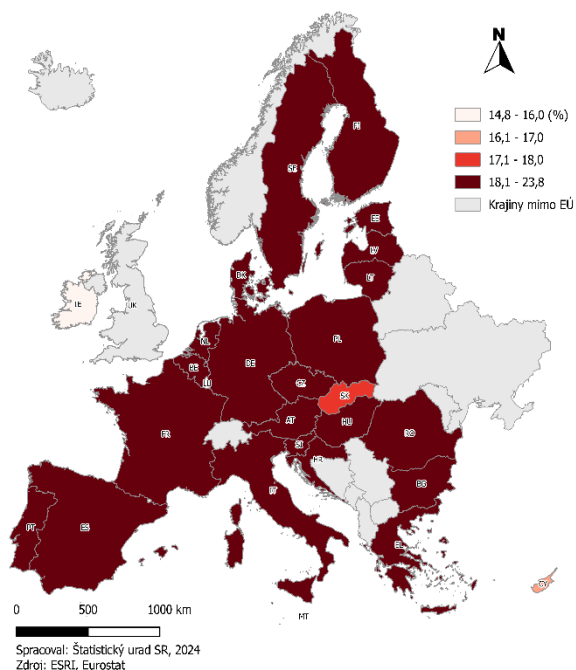 N
14,8 - 16,0 (%)
16,1 - 17,0
17,1 - 18,0
18,1 - 23,8
Krajiny mimo EÚ
FI
SE
EE
LV
LT
DK
IE
UK
NL
PL
DE
BE
LU
CZ
SK
AT
HU
FR
SI
RO
HR
IT
BG
PT
ES
EL
CY
MT
0 500 1000 km
Spracoval: Štatistický urad SR, 2024
Zdroj: ESRI, Eurostat